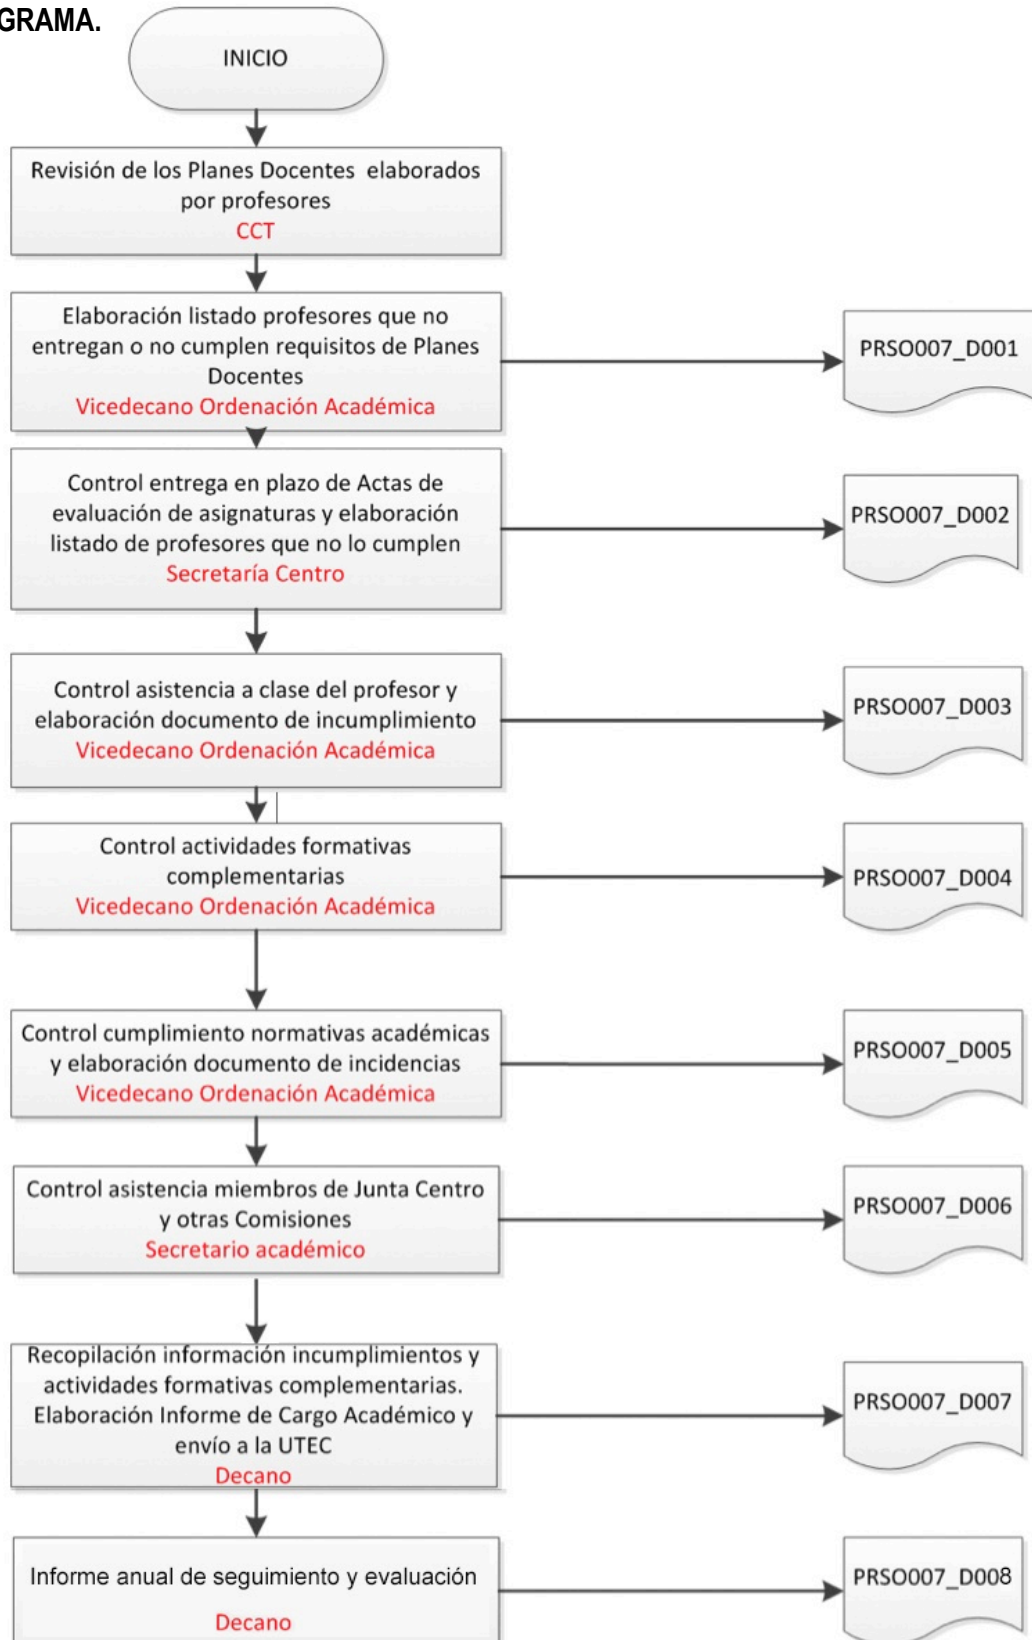 GRAMA.
INICIO
Revisión de los Planes Docentes elaborados
por profesores
CCT
Elaboración listado profesores que no
entregan o no cumplen requisitos de Planes
Docentes
Vicedecano Ordenación Académica
PRSO007_D001
Control entrega en plazo de Actas de
evaluación de asignaturas y elaboración
listado de profesores que no lo cumplen
Secretaría Centro
PRSO007_D002
Control asistencia a clase del profesor y
elaboración documento de incumplimiento
Vicedecano Ordenación Académica
PRSO007_D003
Control actividades formativas
complementarias
Vicedecano Ordenación Académica
PRSO007_D004
Control cumplimiento normativas académicas
y elaboración documento de incidencias
Vicedecano Ordenación Académica
PRSO007_D005
Control asistencia miembros de Junta Centro
y otras Comisiones
Secretario académico
PRSO007_D006
Recopilación información incumplimientos y
actividades formativas complementarias.
Elaboración Informe de Cargo Académico y
envío a la UTEC
Decano
PRSO007_D007
Informe anual de seguimiento y evaluación
Decano
PRSO007_D008